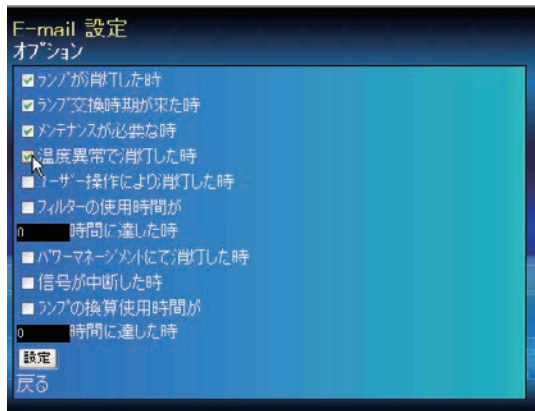 E-mail 設定
オプション
ランプが消灯した時
ランプ交換時期が来た時
メンテナンスが必要な時
温度異常で消灯した時
ユーザー操作により消灯した時
フィルターの使用時間が
0 時間に達した時
パワーマネージメントにて消灯した時
信号が中断した時
ランプの換算使用時間が
0 時間に達した時
設定
戻る